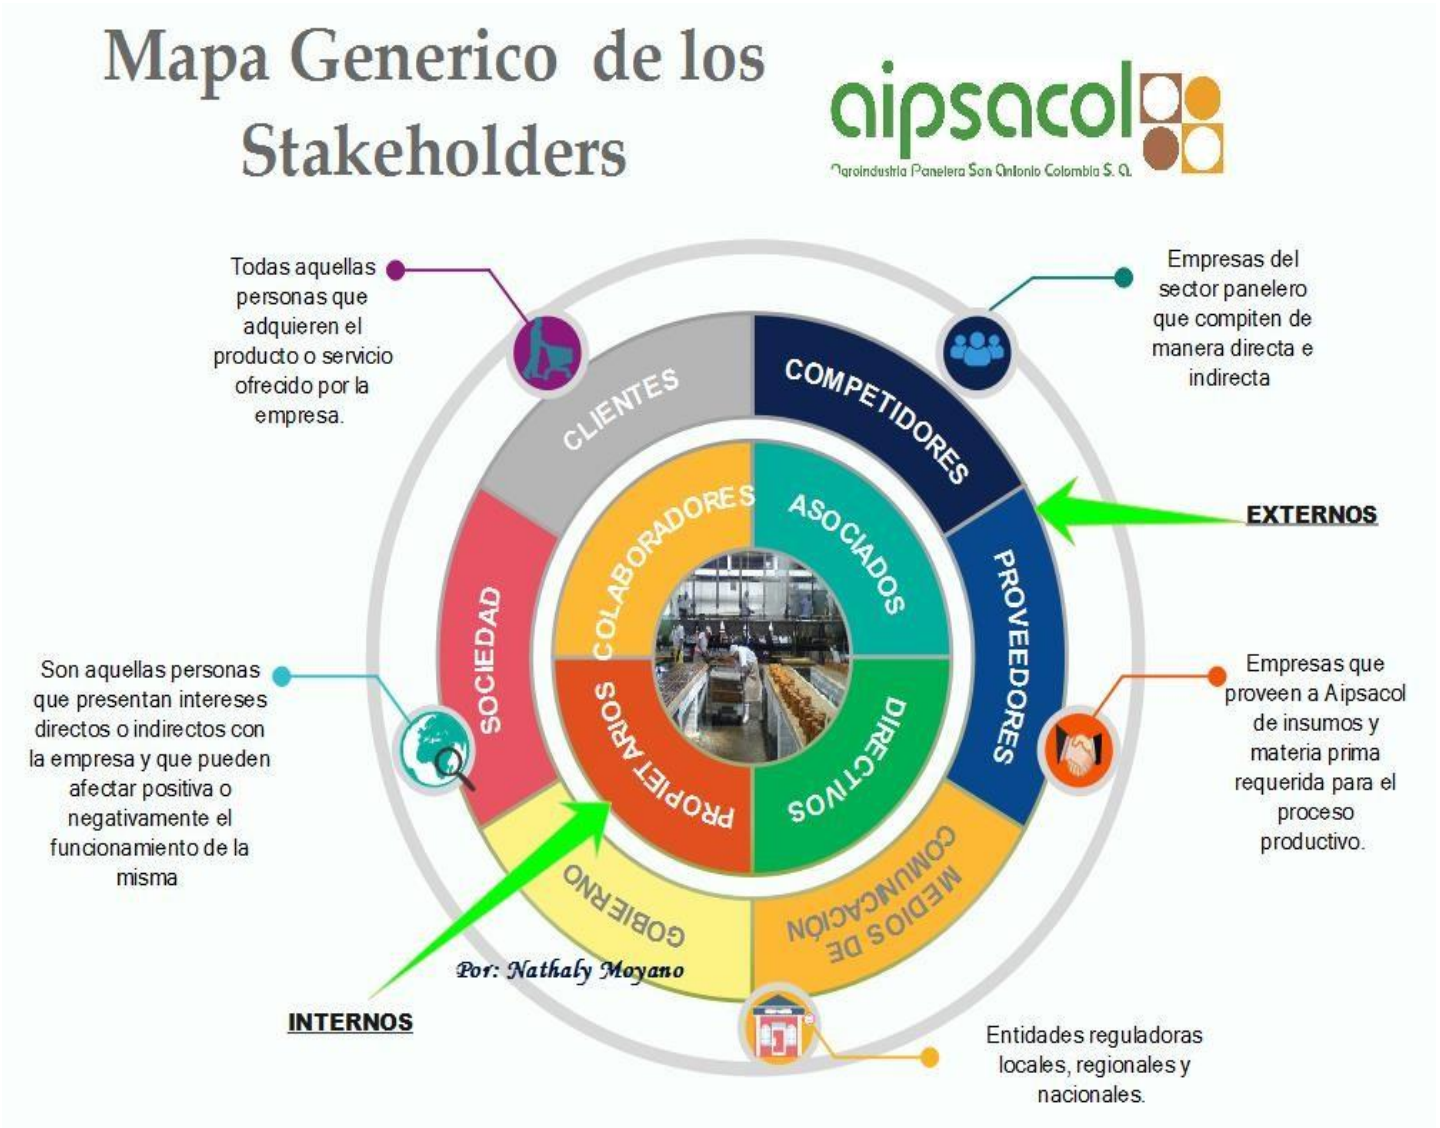 Mapa Generico de los
Stakeholders
aipsacol
Agroindustria Panelera San Antonio Colombia S. A.
Todas aquellas
personas que
adquieren el
producto o servicio
ofrecido por la
empresa.
Empresas del
sector panelero
que compiten de
manera directa e
indirecta
CLIENTES
COMPETIDORES
EXTERNOS
COLABORADORES
ASOCIADOS
SOCIEDAD
PROVEEDORES
Son aquellas personas
que presentan intereses
directos o indirectos con
la empresa y que pueden
afectar positiva o
negativamente el
funcionamiento de la
misma
Empresas que
proveen a Aipsacol
de insumos y
materia prima
requerida para el
proceso
productivo.
PROPIETARIOS
DIRECTIVOS
GOBIERNO
MEDIOS DE
COMUNICACIÓN
Por: Nathaly Moyano
INTERNOS
Entidades reguladoras
locales, regionales y
nacionales.